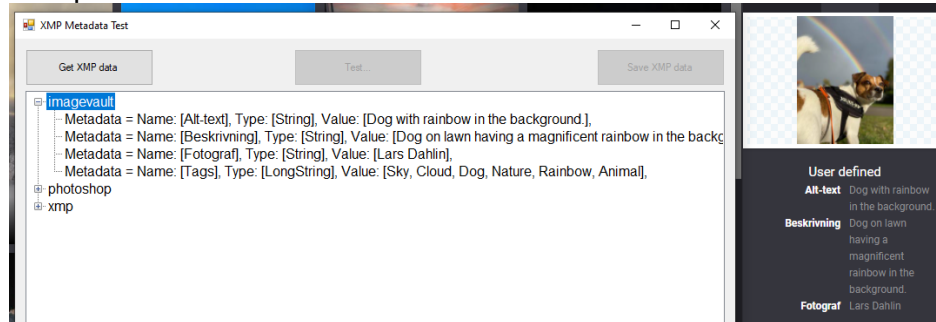 XMP Metadata Test
Get XMP data
Test...
Save XMP data
imagevault
Metadata = Name: [Alt-text], Type: [String], Value: [Dog with rainbow in the background.],
Metadata = Name: [Beskrivning], Type: [String], Value: [Dog on lawn having a magnificent rainbow in the backg
Metadata = Name: [Fotograf], Type: [String], Value: [Lars Dahlin],
Metadata = Name: [Tags], Type: [LongString], Value: [Sky, Cloud, Dog, Nature, Rainbow, Animal],
photoshop
xmp
User defined
Alt-text Dog with rainbow
in the background.
Beskrivning Dog on lawn
having a
magnificent
rainbow in the
background.
Fotograf Lars Dahlin